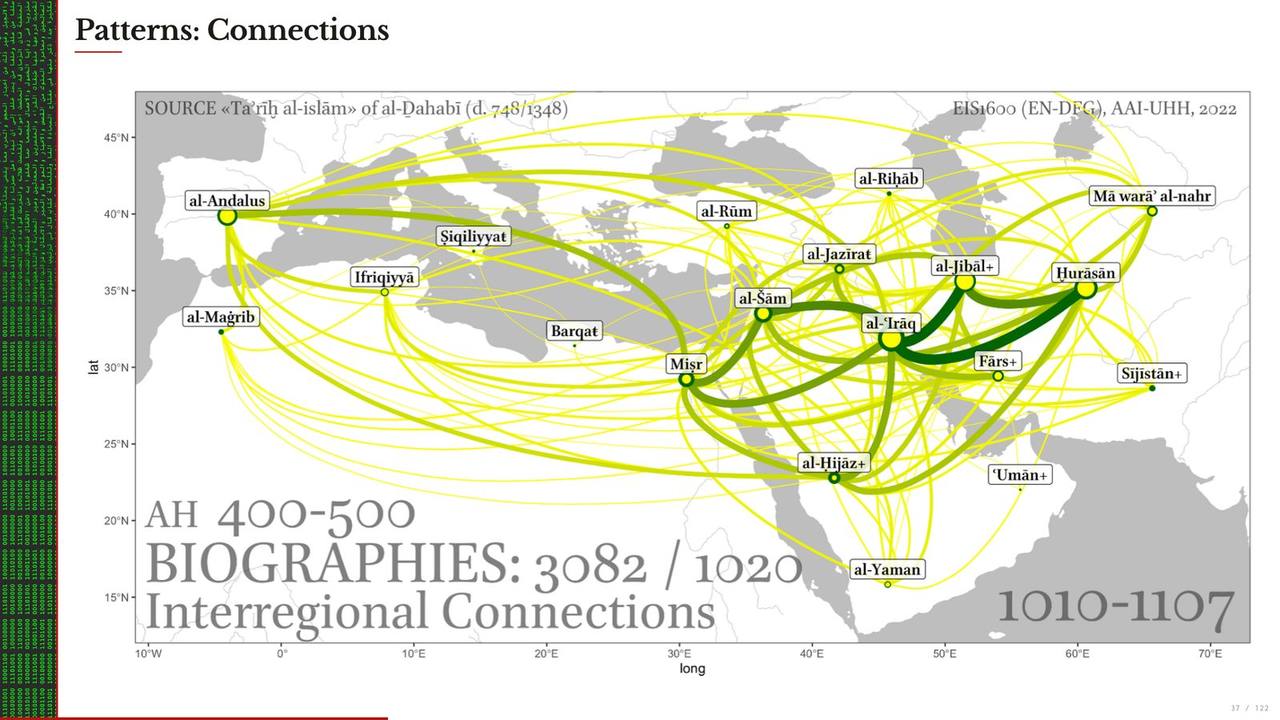 Patterns: Connections
SOURCE «Taʾrīḫ al-islām» of al-Ḏahabī (d. 748/1348)
EIS1600 (EN-DFG), AAI-UHH, 2022
45°N
40°N
35°N
30°N
25°N
20°N
15°N
lat
al-Andalus
al-Riḥāb
Mā warāʾ al-nahr
al-Rūm
Ṣiqiliyyaŧ
al-Jazīraŧ
al-Jibāl+
Ḫurāsān
Ifriqiyyā
al-Šām
al-Maġrib
al-ʿIrāq
Barqaŧ
Miṣr
Fārs+
Sijistān+
al-Ḥijāz+
ʿUmān+
al-Yaman
AH 400-500
BIOGRAPHIES: 3082 / 1020
Interregional Connections
1010-1107
10°W
0°
10°E
20°E
30°E
40°E
50°E
60°E
70°E
long
37 / 122